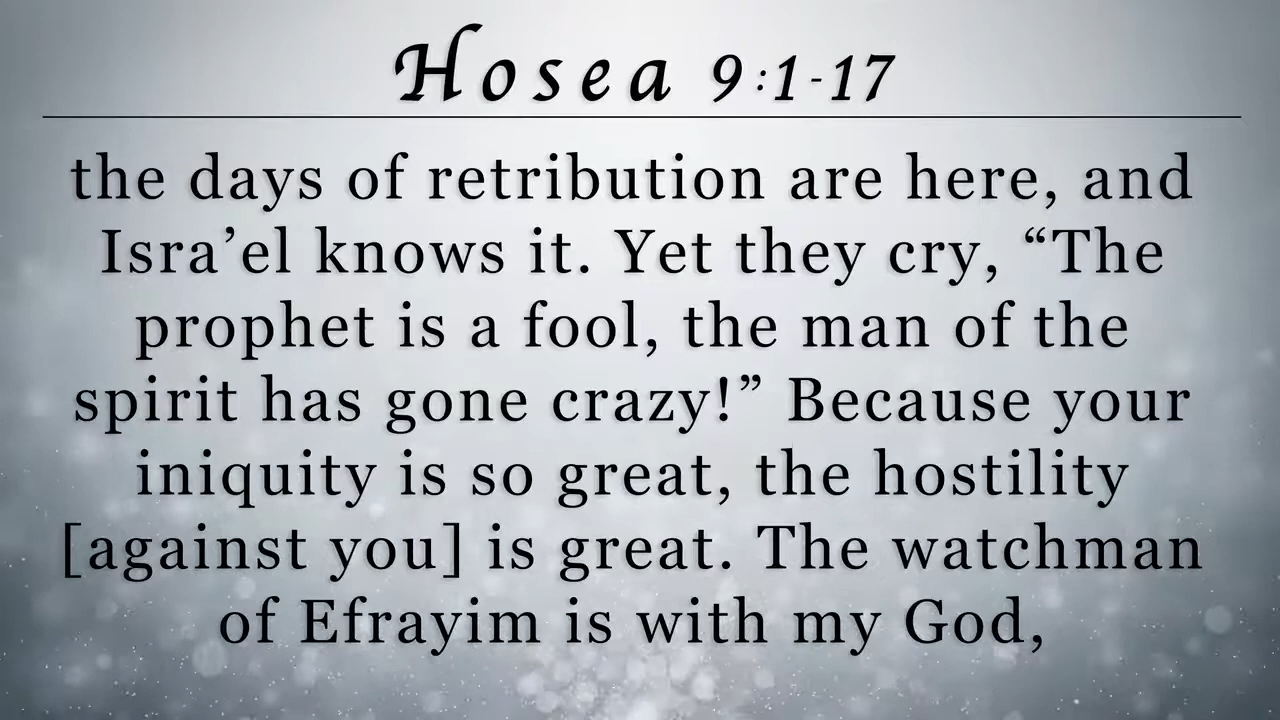 Hosea 9:1-17
the days of retribution are here, and
Isra’el knows it. Yet they cry, “The
prophet is a fool, the man of the
spirit has gone crazy!” Because your
iniquity is so great, the hostility
[against you] is great. The watchman
of Efrayim is with my God,